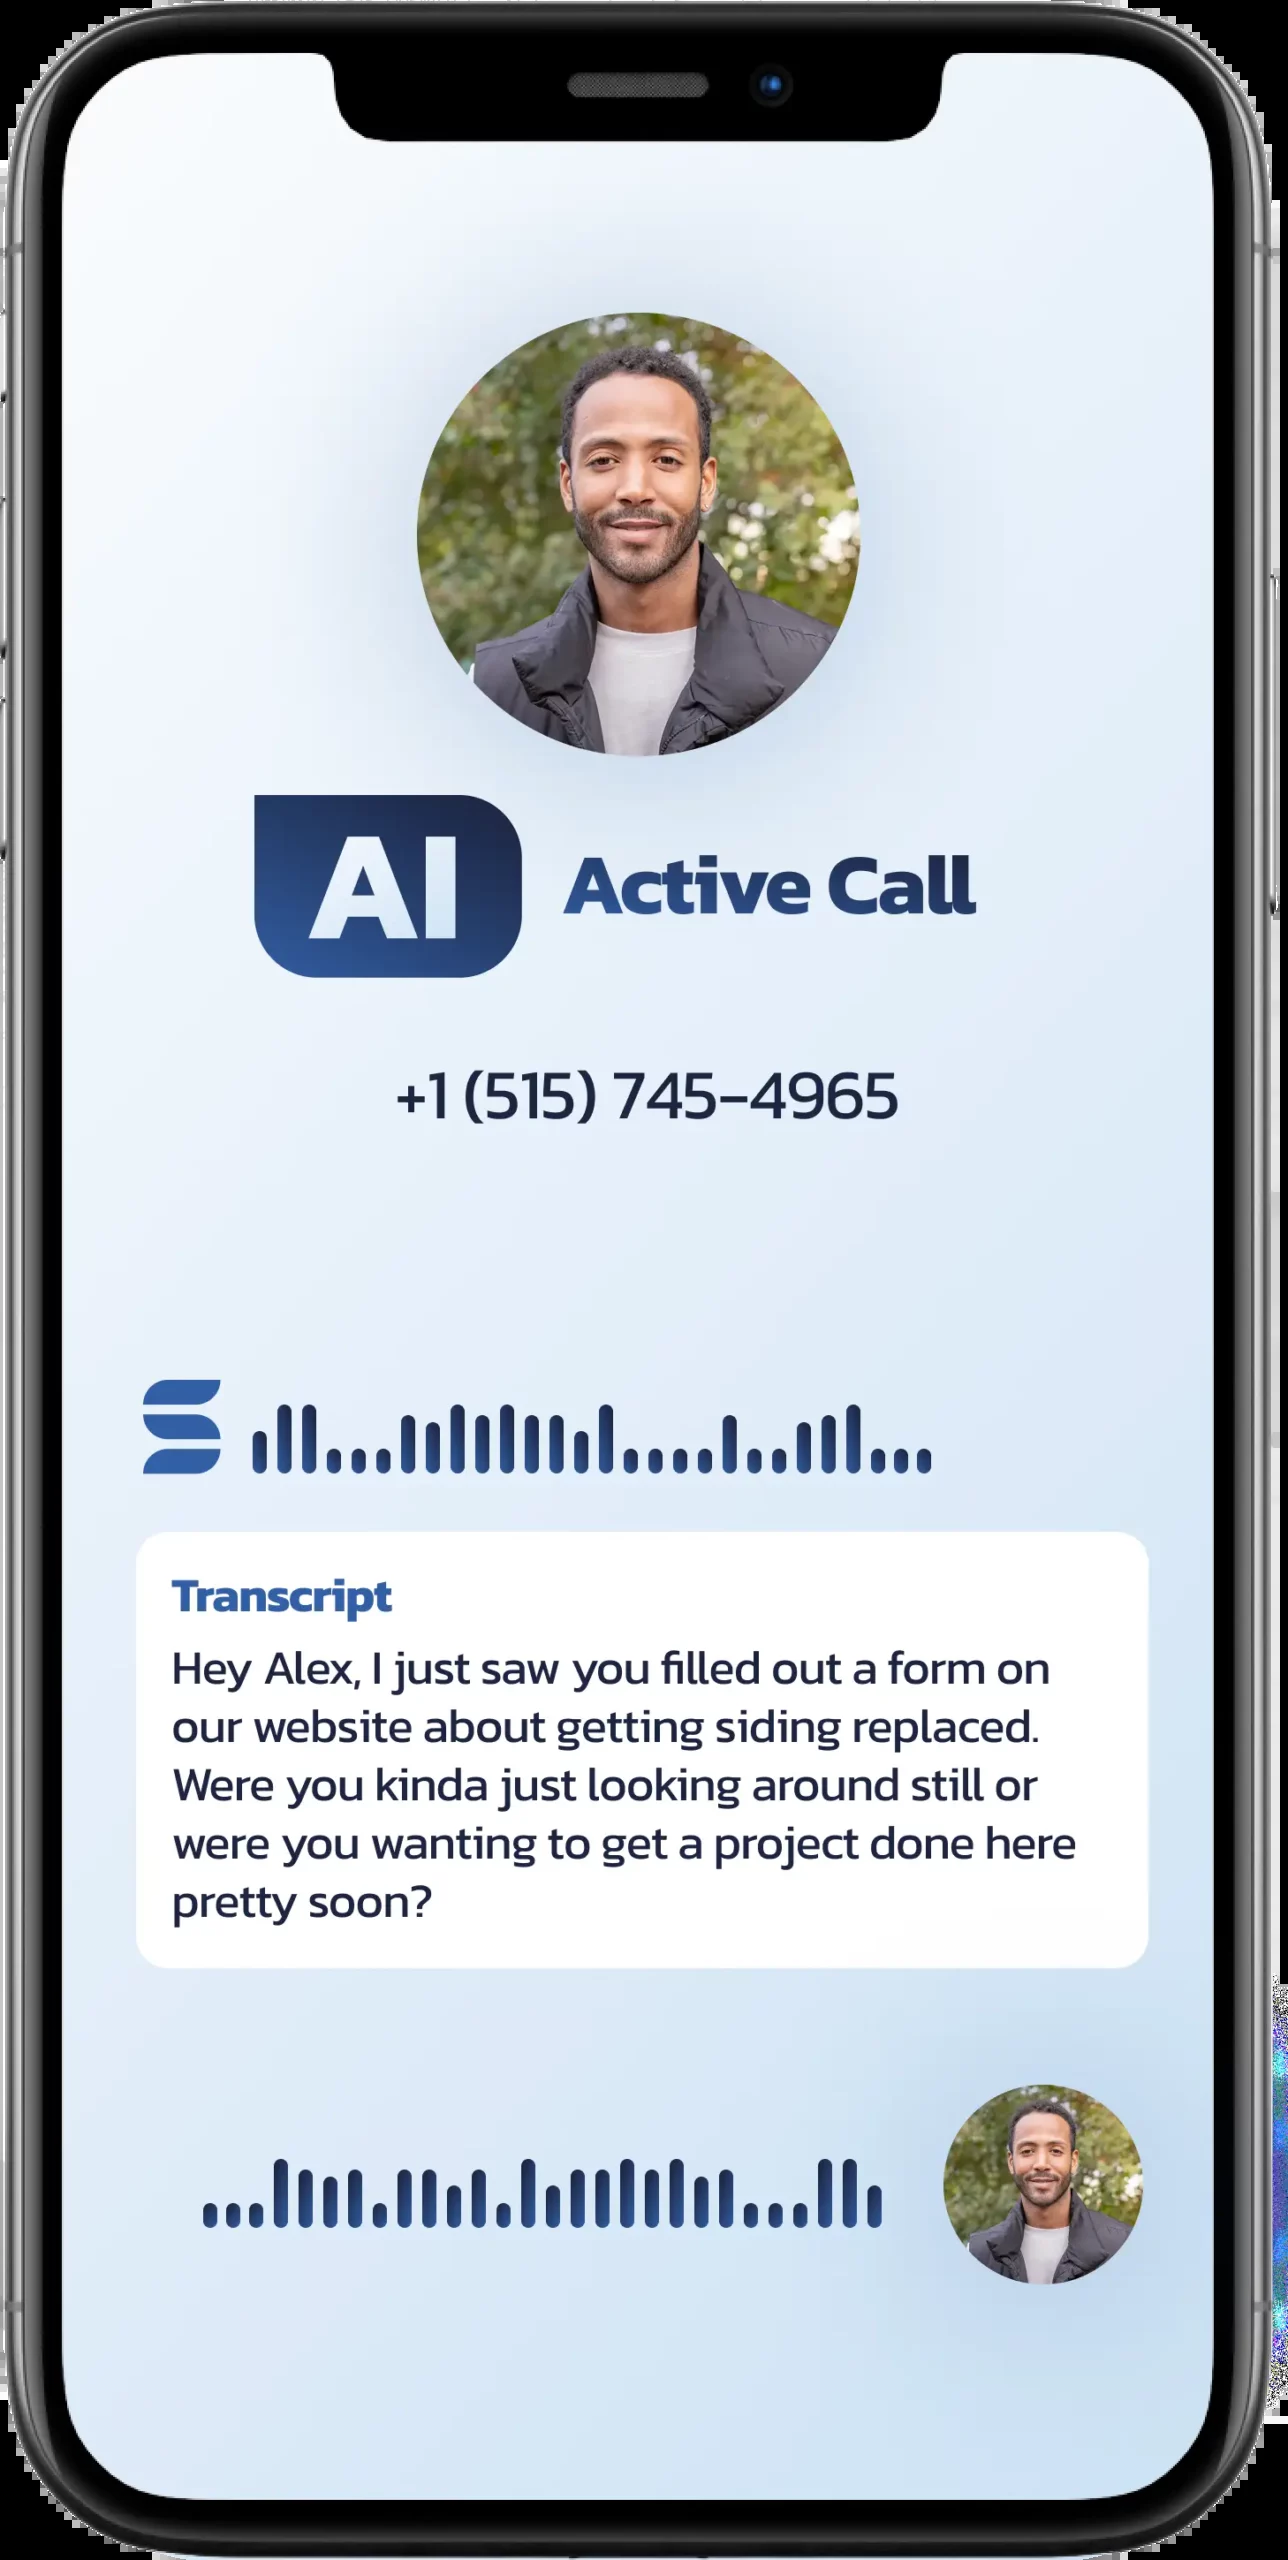 AI Active Call
+1 (515) 745-4965
Transcript
Hey Alex, I just saw you filled out a form on
our website about getting siding replaced.
Were you kinda just looking around still or
were you wanting to get a project done here
pretty soon?